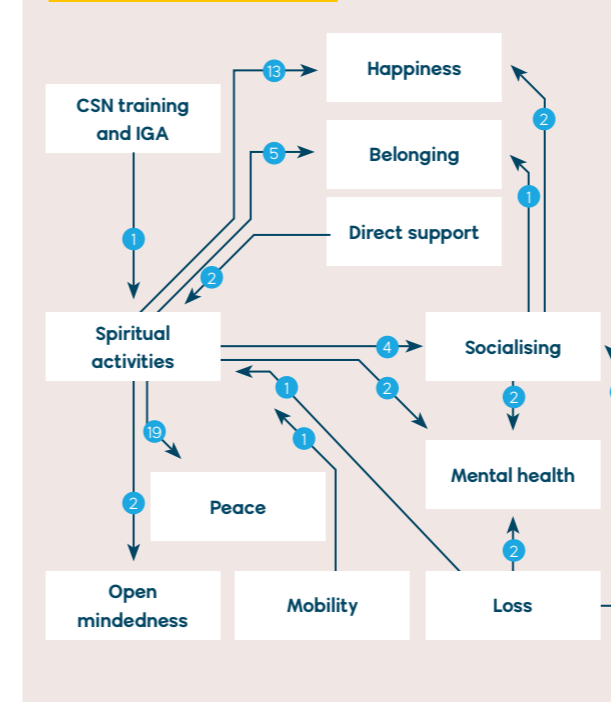 13
Happiness
CSN training
and IGA
2
5
Belonging
1
Direct support
1
2
Spiritual
activities
4
Socialising
1
2
2
19
1
Mental health
Peace
2
2
Open
mindedness
Mobility
Loss